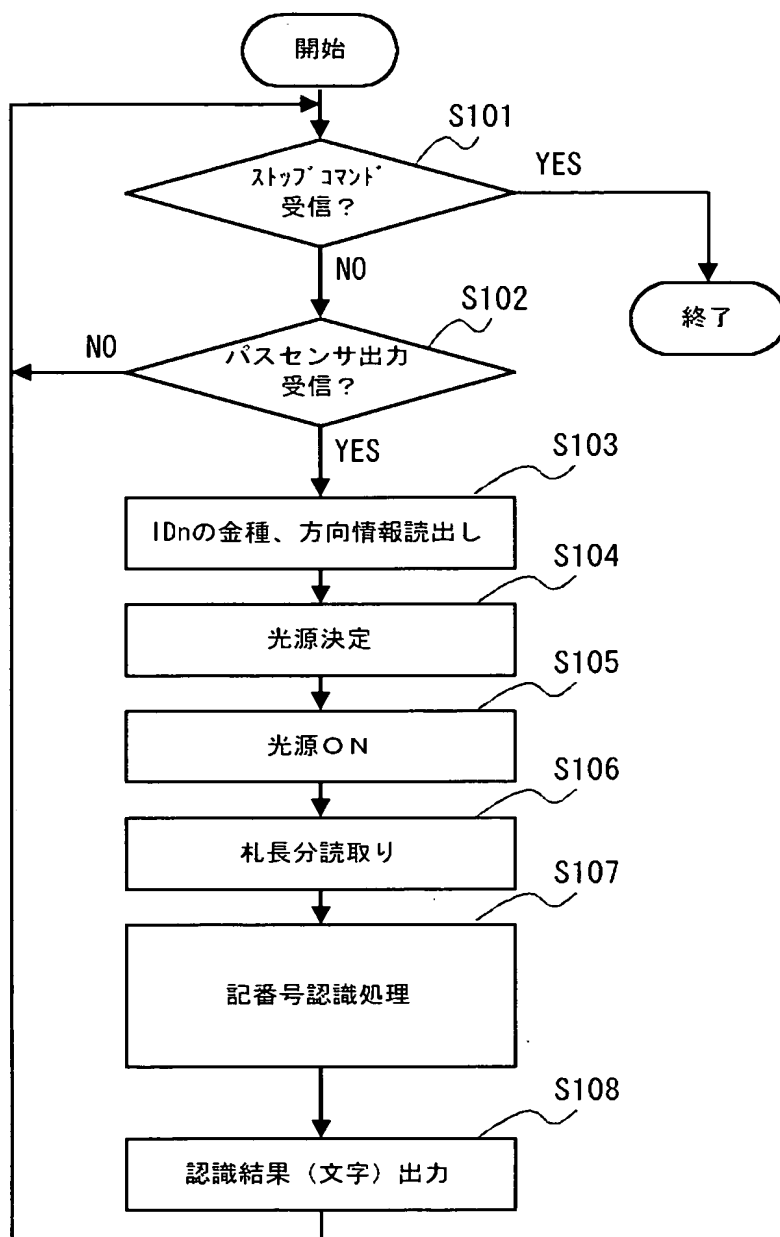 開始
S101
ｽﾄｯﾌﾟｺﾏﾝﾄﾞ
受信？
YES
NO
終了
S102
パスセンサ出力
受信？
NO
YES
S103
IDnの金種、方向情報読出し
S104
光源決定
S105
光源ＯＮ
S106
札長分読取り
S107
記番号認識処理
S108
認識結果（文字）出力